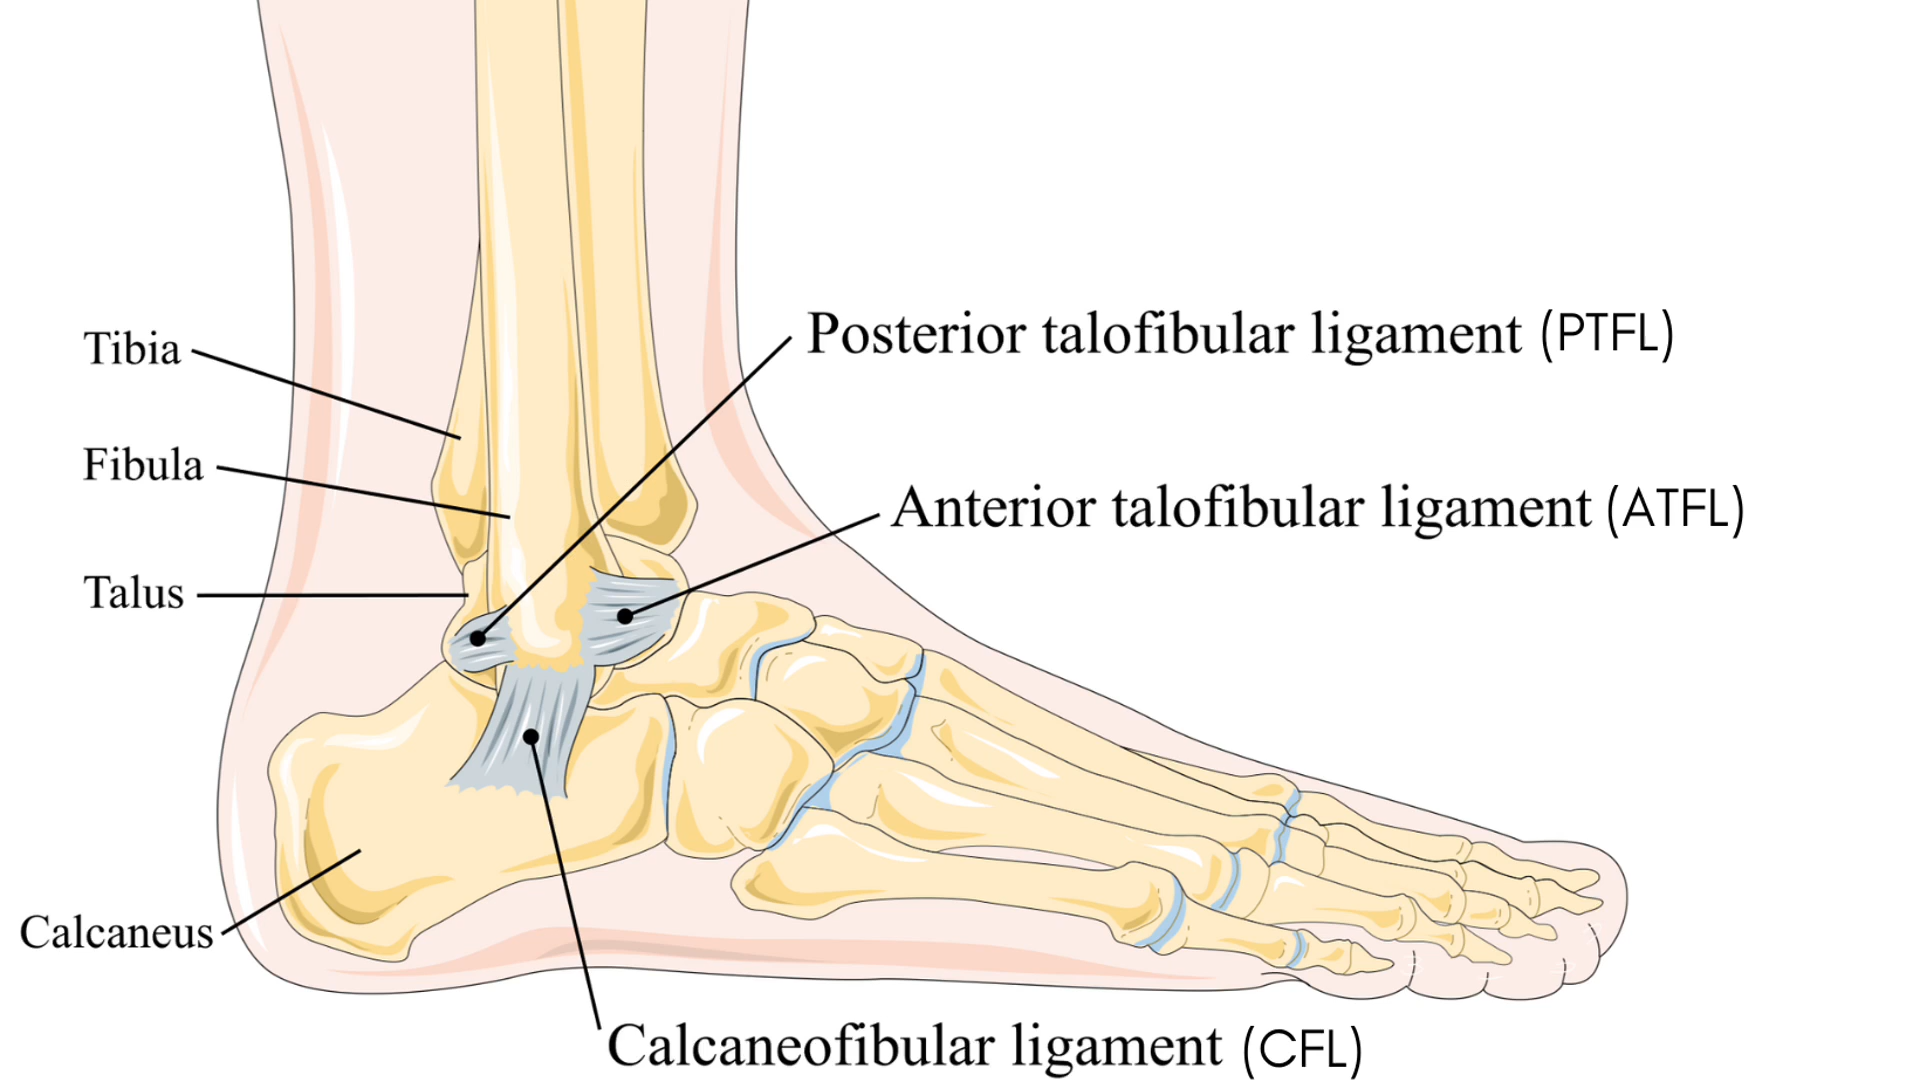 Posterior talofibular ligament (PTFL)
Tibia
Fibula
Anterior talofibular ligament (ATFL)
Talus
Calcaneus
Calcaneofibular ligament (CFL)